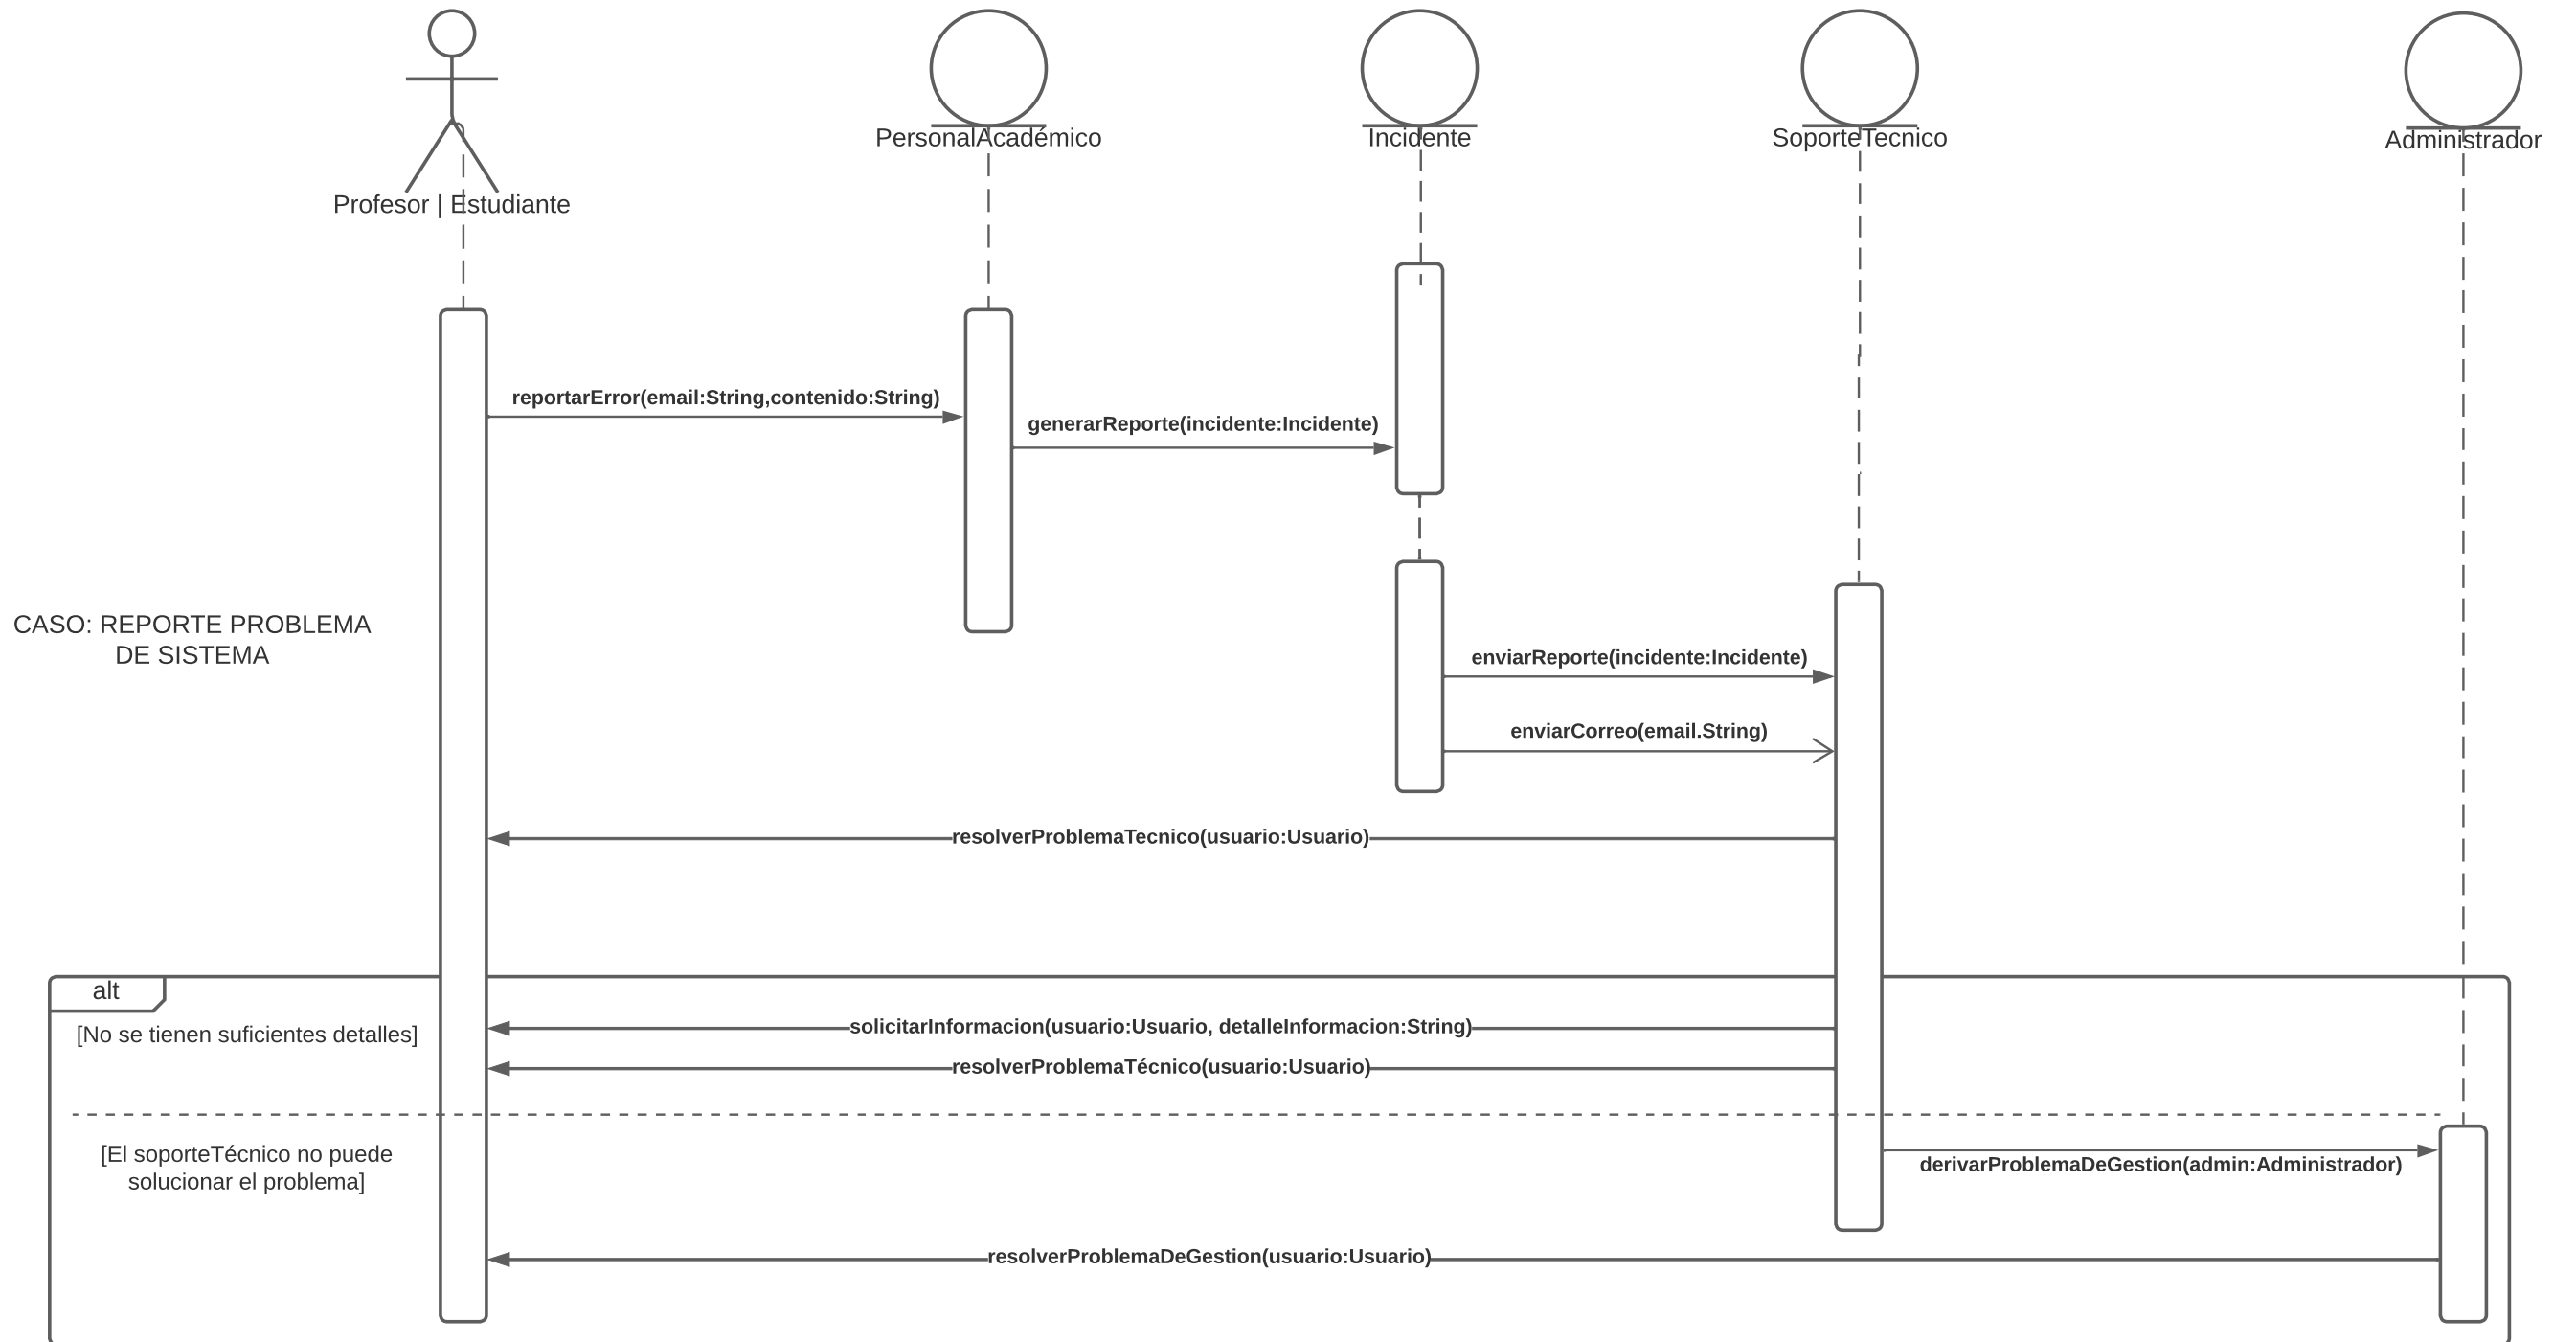 Profesor | Estudiante
PersonalAcadémico
Incidente
SoporteTecnico
Administrador
reportarError(email:String,contenido:String)
generarReporte(incidente:Incidente)
CASO: REPORTE PROBLEMA
DE SISTEMA
enviarReporte(incidente:Incidente)
enviarCorreo(email.String)
resolverProblemaTecnico(usuario:Usuario)
alt
[No se tienen suficientes detalles]
solicitarInformacion(usuario:Usuario, detalleInformacion:String)
resolverProblemaTécnico(usuario:Usuario)
[El soporteTécnico no puede
solucionar el problema]
derivarProblemaDeGestion(admin:Administrador)
resolverProblemaDeGestion(usuario:Usuario)